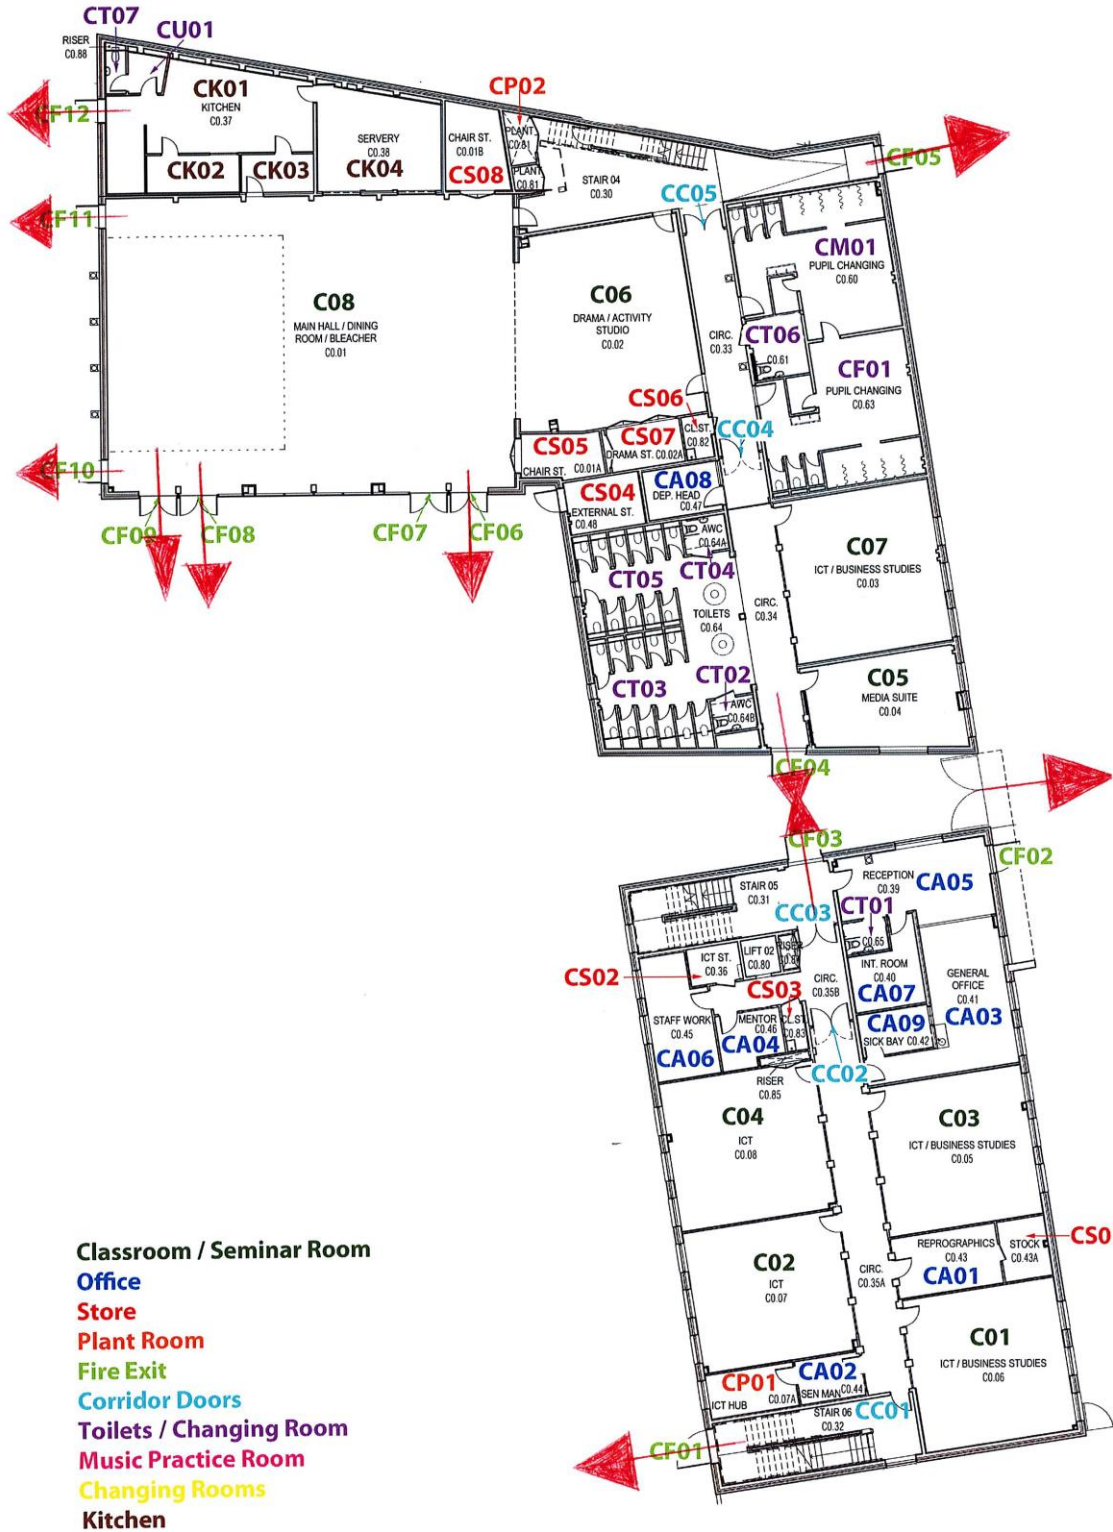 CT07
CU01
RISER
C0.88
CK01
KITCHEN
C0.37
CF12
CP02
PLANT
C0.81
PLANT
C0.81
SERVERY
C0.38
CK04
CHAIR ST.
C0.01B
CS08
CK02
CK03
STAIR 04
C0.30
CF05
CC05
CF11
CM01
PUPIL CHANGING
C0.60
C08
MAIN HALL / DINING
ROOM / BLEACHER
C0.01
C06
DRAMA / ACTIVITY
STUDIO
C0.02
CIRC.
C0.33
CT06
C0.61
CF01
PUPIL CHANGING
C0.63
CS06
CL.ST.
C0.82
CC04
CS05
CHAIR ST.
C0.01A
CS07
DRAMA ST. C0.02A
CF10
CA08
DEP. HEAD
C0.47
CS04
EXTERNAL ST.
C0.48
CF09
CF08
CF07
CF06
AWC
C0.64A
CT04
CT05
C07
ICT / BUSINESS STUDIES
C0.03
TOILETS
C0.64
CIRC.
C0.34
CT03
CT02
AWC
C0.64B
C05
MEDIA SUITE
C0.04
CF04
CF03
CF02
STAIR 05
C0.31
RECEPTION
C0.39
CA05
CC03
CT01
C0.65
ICT ST.
C0.36
LIFT 02
C0.80
RISER
CS02
CS03
CL.ST.
C0.83
CIRC.
C0.35B
INT. ROOM
C0.40
CA07
GENERAL
OFFICE
C0.41
CA03
STAFF WORK
C0.45
CA06
MENTOR
C0.46
CA04
CA09
SICK BAY C0.42
CC02
RISER
C0.85
C04
ICT
C0.08
C03
ICT / BUSINESS STUDIES
C0.05
C02
ICT
C0.07
CIRC.
C0.35A
REPROGRAPHICS
C0.43
CA01
STOCK
C0.43A
CS0
C01
ICT / BUSINESS STUDIES
C0.06
CP01
ICT HUB
C0.07A
CA02
SEN MAN
C0.44
STAIR 06
C0.32
CC01
CF01
Classroom / Seminar Room
Office
Store
Plant Room
Fire Exit
Corridor Doors
Toilets / Changing Room
Music Practice Room
Changing Rooms
Kitchen